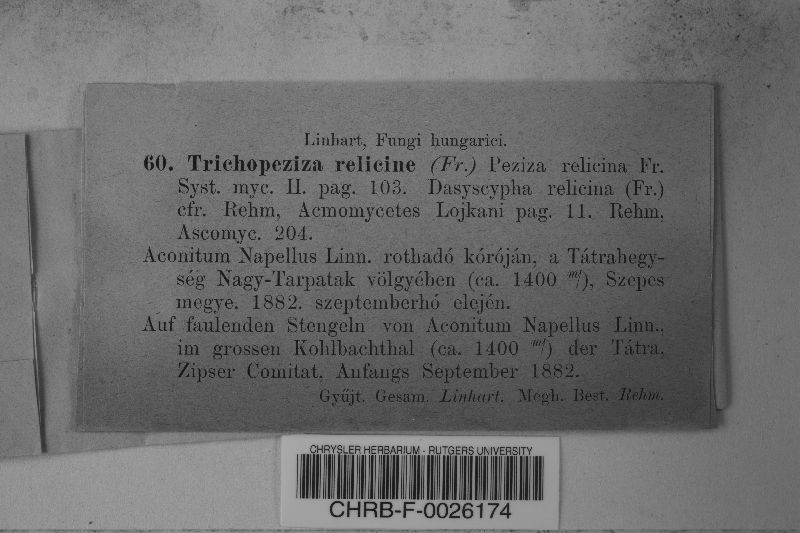 Linhart, Fungi hungarici.
60. Trichopeziza relicine (Fr.) Peziza relicina Fr.
Syst. myc. II. pag. 103. Dasyscypha relicina (Fr.)
cfr. Rehm, Acmomycetes Lojkani pag. 11. Rehm,
Ascomyc. 204.
Aconitum Napellus Linn. rothadó kóróján, a Tátrahegy-
ség Nagy-Tarpatak völgyében (ca. 1400 m/), Szepes
megye. 1882. szeptemberhó elején.
Auf faulenden Stengeln von Aconitum Napellus Linn.,
im grossen Kohlbachthal (ca. 1400 m/) der Tátra,
Zipser Comitat. Anfangs September 1882.
Gyűjt. Gesam. Linhart. Megh. Best. Rehm.
CHRYSLER HERBARIUM - RUTGERS UNIVERSITY
CHRB-F-0026174